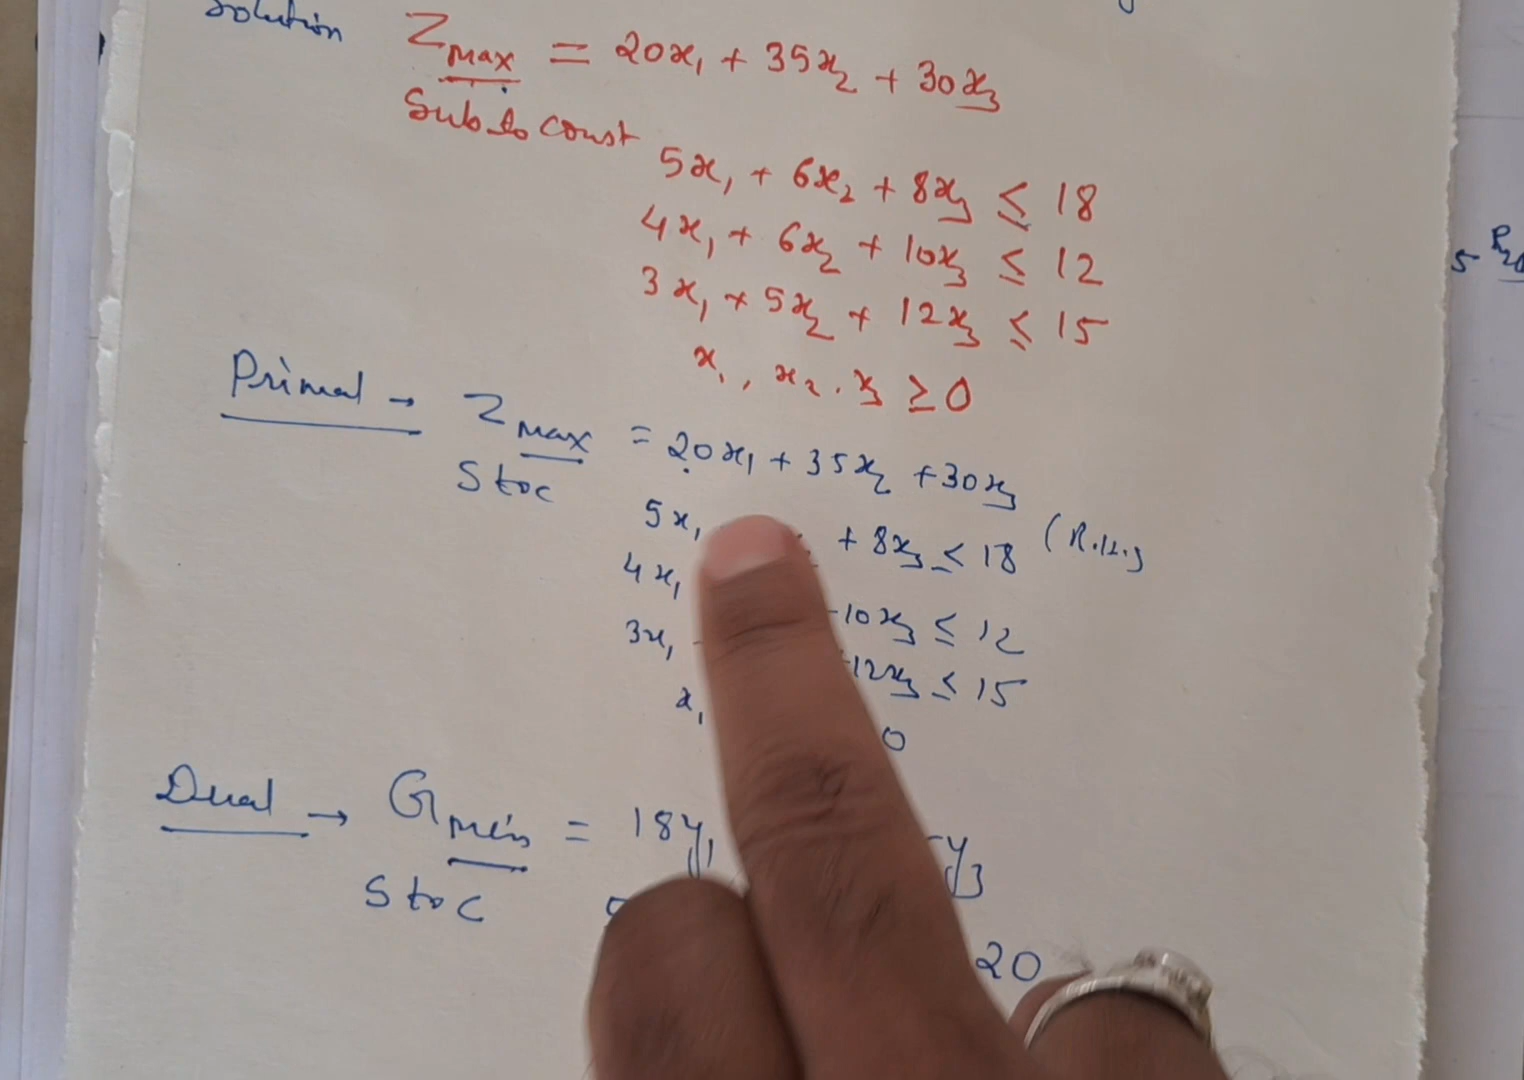 Solution Zmax = 20x₁ + 35x₂ + 30x₃
Sub to const
5x₁ + 6x₂ + 8x₃ ≤ 18
4x₁ + 6x₂ + 10x₃ ≤ 12
3x₁ + 5x₂ + 12x₃ ≤ 15
x₁, x₂, x₃ ≥ 0
Primal → Zmax = 20x₁ + 35x₂ + 30x₃
Stoc
5x₁ + 8x₃ ≤ 18 (R.H.S
4x₁ 10x₃ ≤ 12
3x₁ 12x₃ ≤ 15
x₁ 0
Dual → Gmin = 18y₁ y₃
Stoc
20